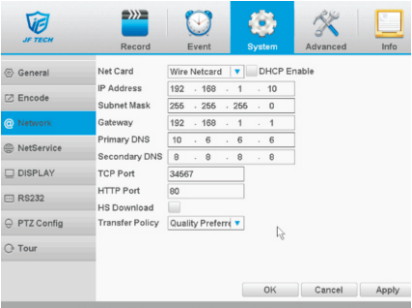 JF TECH
Record Event System Advanced Info
General
Encode
Network
NetService
DISPLAY
RS232
PTZ Config
Tour
Net Card Wire Netcard DHCP Enable
IP Address 192 . 168 . 1 . 10
Subnet Mask 255 . 255 . 255 . 0
Gateway 192 . 168 . 1 . 1
Primary DNS 10 . 6 . 6 . 6
Secondary DNS 8 . 8 . 8 . 8
TCP Port 34567
HTTP Port 80
HS Download
Transfer Policy Quality Preferre
OK Cancel Apply